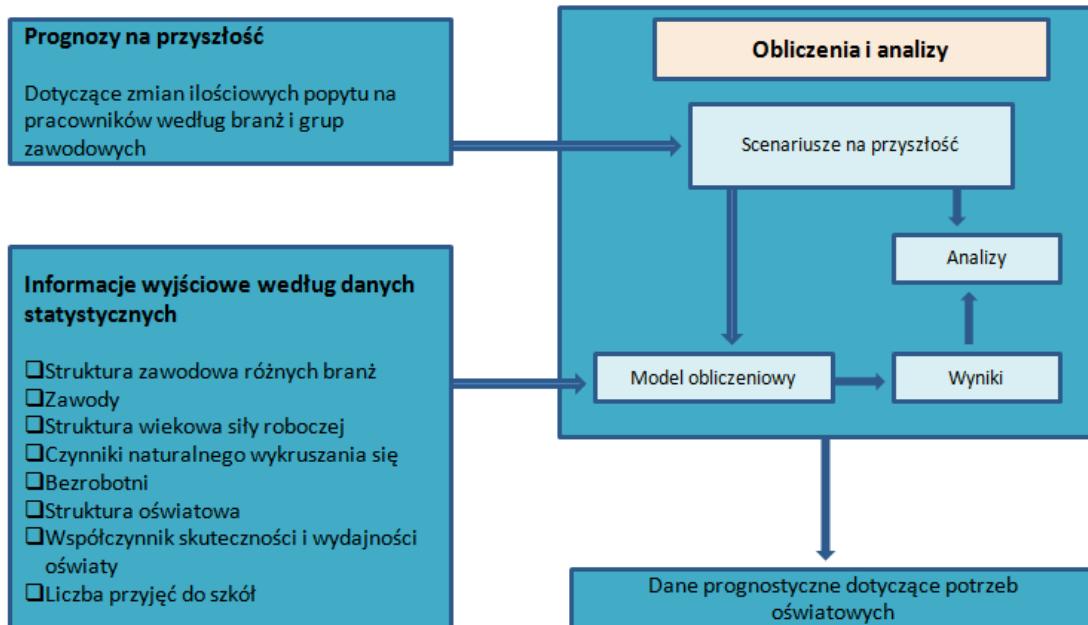 Prognozy na przyszłość
Dotyczące zmian ilościowych popytu na
pracowników według branż i grup
zawodowych
Informacje wyjściowe według danych
statystycznych
❑Struktura zawodowa różnych branż
❑Zawody
❑Struktura wiekowa siły roboczej
❑Czynniki naturalnego wykruszania się
❑Bezrobotni
❑Struktura oświatowa
❑Współczynnik skuteczności i wydajności
oświaty
❑Liczba przyjęć do szkół
Obliczenia i analizy
Scenariusze na przyszłość
Analizy
Model obliczeniowy
Wyniki
Dane prognostyczne dotyczące potrzeb
oświatowych